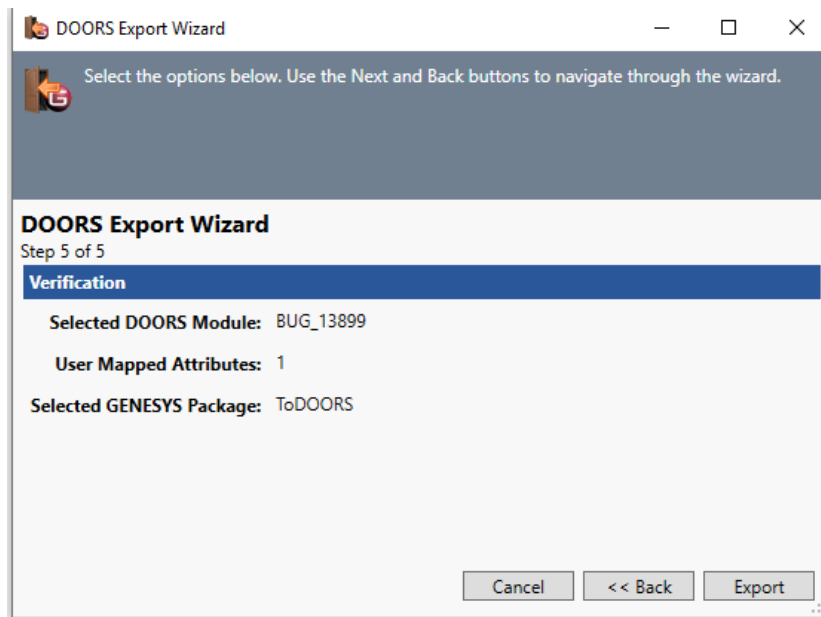 DOORS Export Wizard
Select the options below. Use the Next and Back buttons to navigate through the wizard.
DOORS Export Wizard
Step 5 of 5
Verification
Selected DOORS Module: BUG_13899
User Mapped Attributes: 1
Selected GENESYS Package: ToDOORS
Cancel << Back Export